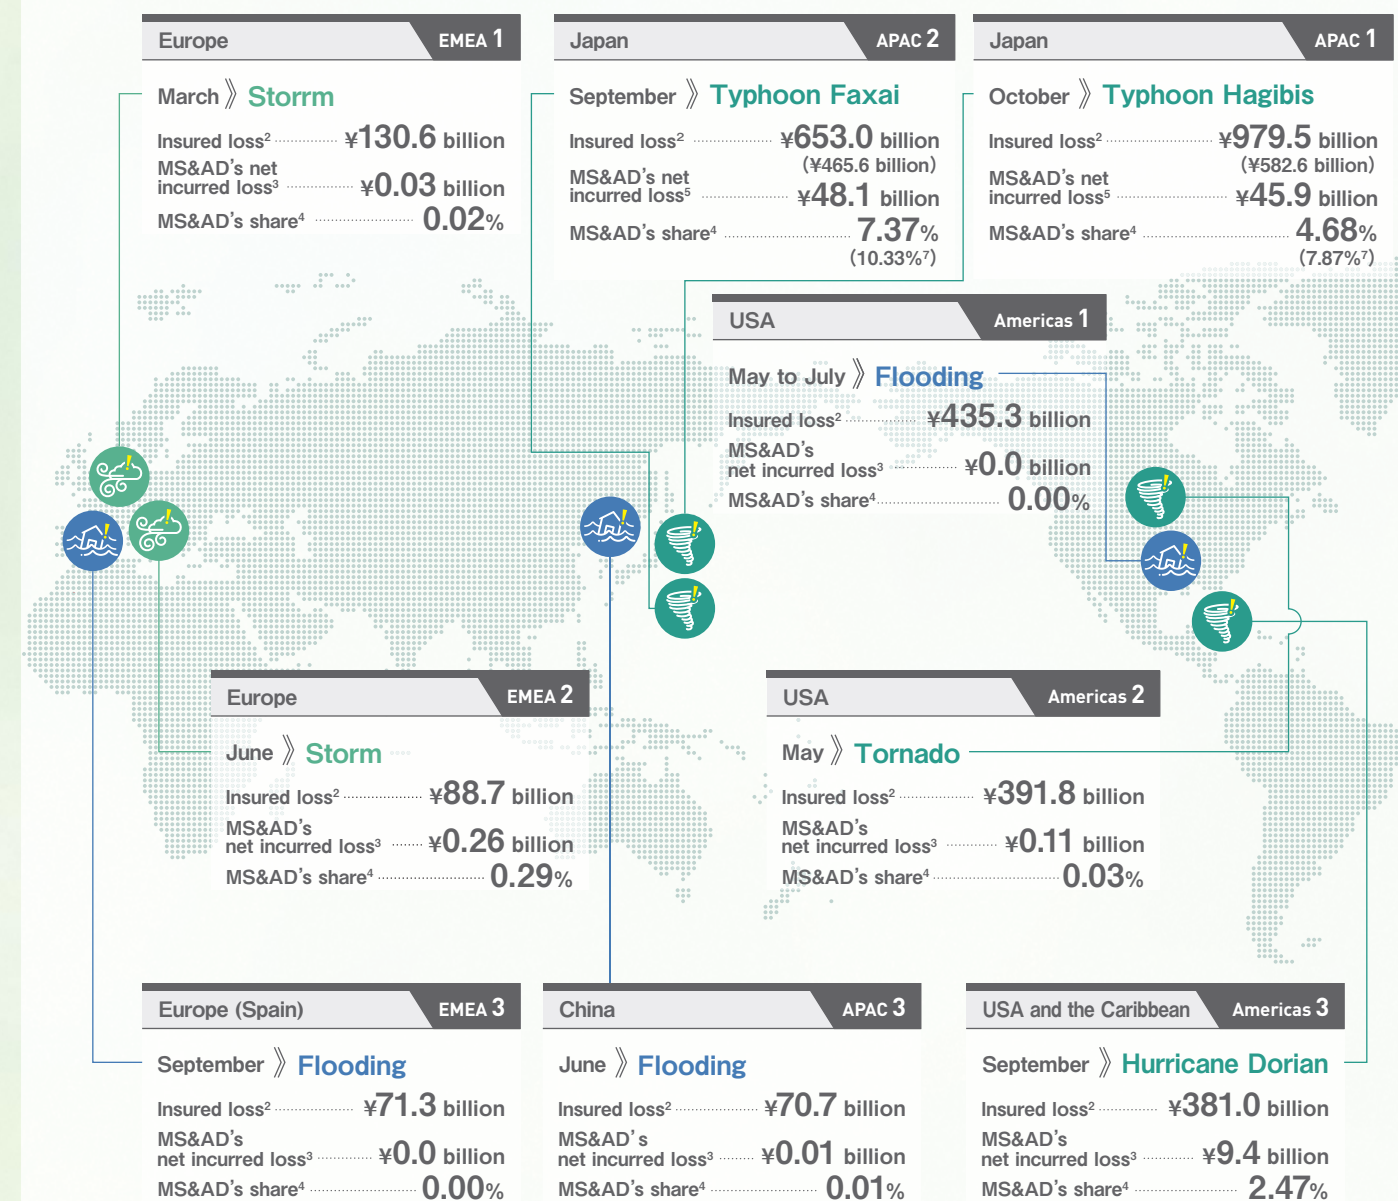 Europe EMEA 1
March 》 Storrm
Insured loss² ¥130.6 billion
MS&AD's net
incurred loss³ ¥0.03 billion
MS&AD's share⁴ 0.02%
Japan APAC 2
September 》 Typhoon Faxai
Insured loss² ¥653.0 billion
(¥465.6 billion)
MS&AD's net
incurred loss⁵ ¥48.1 billion
MS&AD's share⁴ 7.37%
(10.33%⁷)
Japan APAC 1
October 》 Typhoon Hagibis
Insured loss² ¥979.5 billion
(¥582.6 billion)
MS&AD's net
incurred loss⁵ ¥45.9 billion
MS&AD's share⁴ 4.68%
(7.87%⁷)
USA Americas 1
May to July 》 Flooding
Insured loss² ¥435.3 billion
MS&AD's
net incurred loss³ ¥0.0 billion
MS&AD's share⁴ 0.00%
Europe EMEA 2
June 》 Storm
Insured loss² ¥88.7 billion
MS&AD's
net incurred loss³ ¥0.26 billion
MS&AD's share⁴ 0.29%
USA Americas 2
May 》 Tornado
Insured loss² ¥391.8 billion
MS&AD's
net incurred loss³ ¥0.11 billion
MS&AD's share⁴ 0.03%
Europe (Spain) EMEA 3
September 》 Flooding
Insured loss² ¥71.3 billion
MS&AD's
net incurred loss³ ¥0.0 billion
MS&AD's share⁴ 0.00%
China APAC 3
June 》 Flooding
Insured loss² ¥70.7 billion
MS&AD's
net incurred loss³ ¥0.01 billion
MS&AD's share⁴ 0.01%
USA and the Caribbean Americas 3
September 》 Hurricane Dorian
Insured loss² ¥381.0 billion
MS&AD's
net incurred loss³ ¥9.4 billion
MS&AD's share⁴ 2.47%